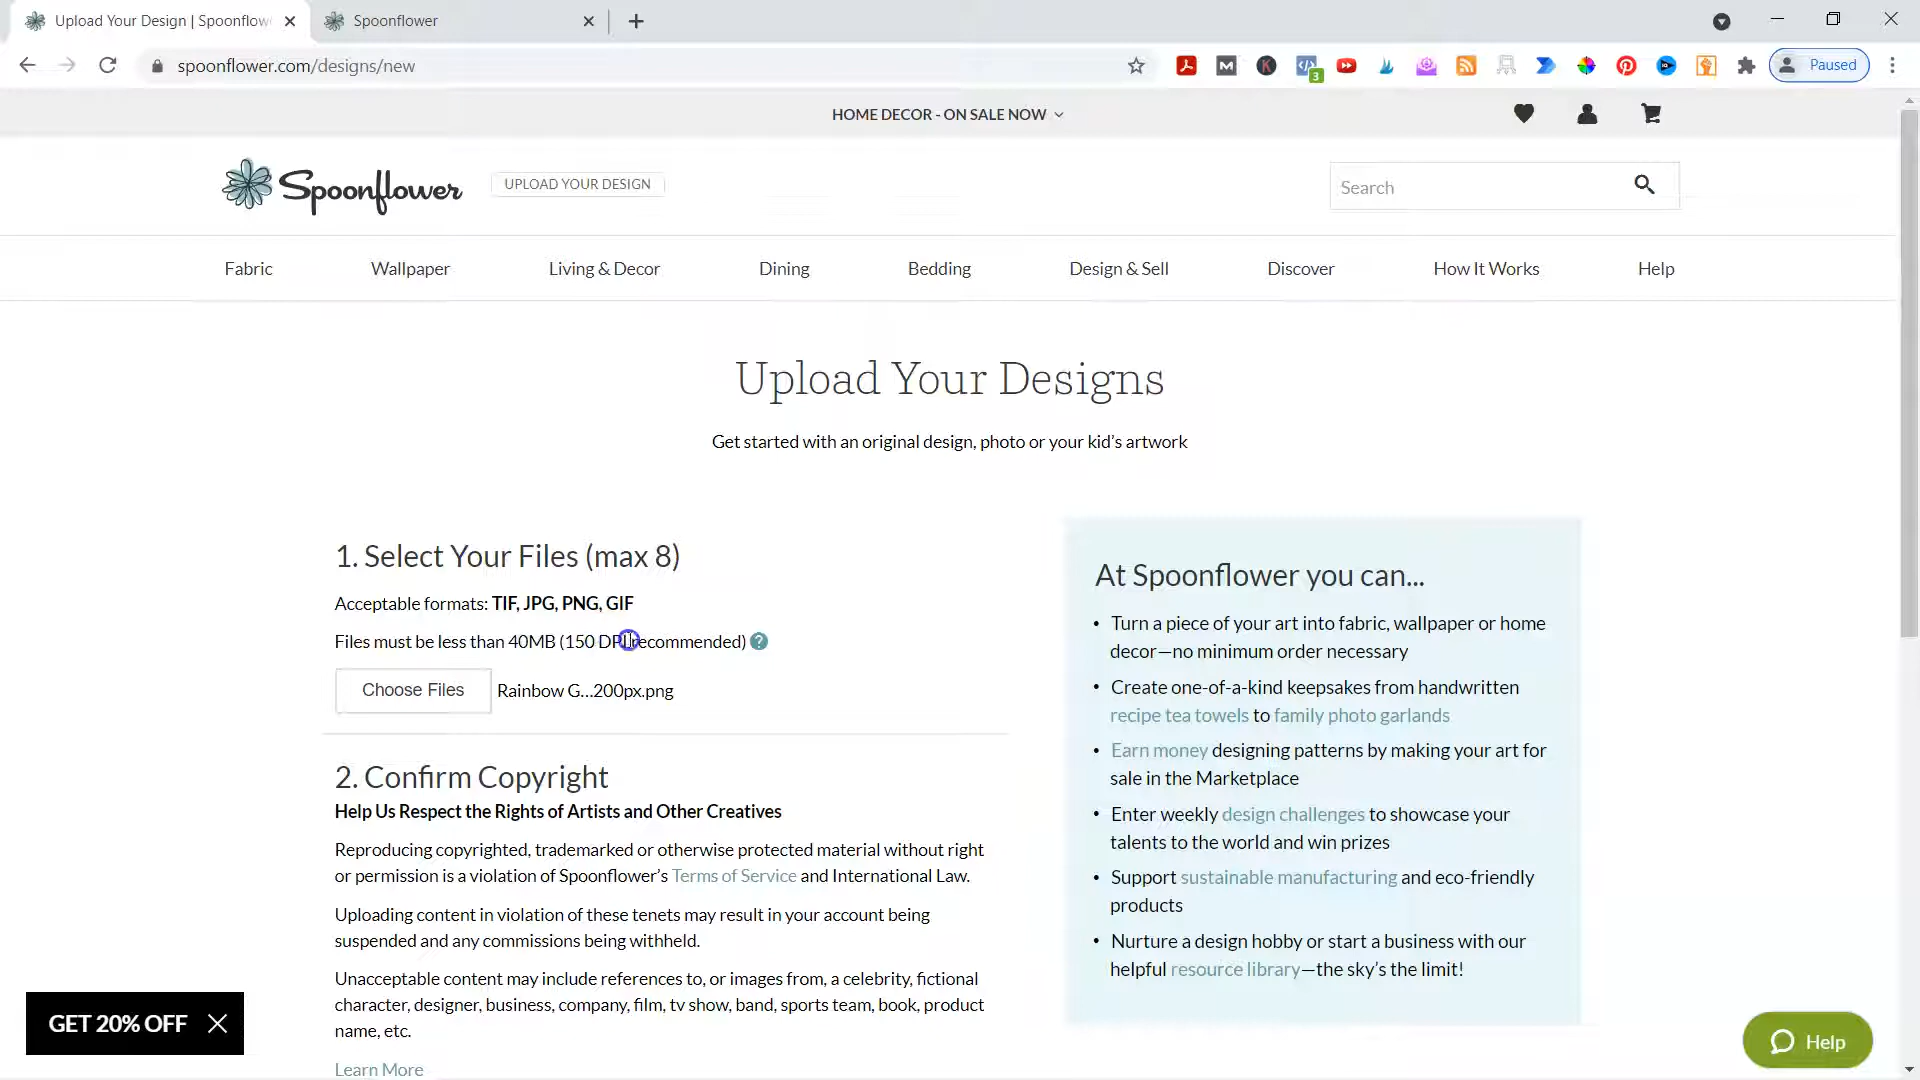 Upload Your Design | Spoonflow
Spoonflower
spoonflower.com/designs/new
3
Paused
HOME DECOR - ON SALE NOW
Spoonflower
UPLOAD YOUR DESIGN
Search
Fabric
Wallpaper
Living & Decor
Dining
Bedding
Design & Sell
Discover
How It Works
Help
Upload Your Designs
Get started with an original design, photo or your kid's artwork
1. Select Your Files (max 8)
Acceptable formats: TIF, JPG, PNG, GIF
Files must be less than 40MB (150 DPI recommended) ?
Choose Files
Rainbow G...200px.png
2. Confirm Copyright
Help Us Respect the Rights of Artists and Other Creatives
Reproducing copyrighted, trademarked or otherwise protected material without right
or permission is a violation of Spoonflower's Terms of Service and International Law.
Uploading content in violation of these tenets may result in your account being
suspended and any commissions being withheld.
Unacceptable content may include references to, or images from, a celebrity, fictional
character, designer, business, company, film, tv show, band, sports team, book, product
name, etc.
Learn More
At Spoonflower you can...
• Turn a piece of your art into fabric, wallpaper or home
decor—no minimum order necessary
• Create one-of-a-kind keepsakes from handwritten
recipe tea towels to family photo garlands
• Earn money designing patterns by making your art for
sale in the Marketplace
• Enter weekly design challenges to showcase your
talents to the world and win prizes
• Support sustainable manufacturing and eco-friendly
products
• Nurture a design hobby or start a business with our
helpful resource library—the sky's the limit!
GET 20% OFF
Help